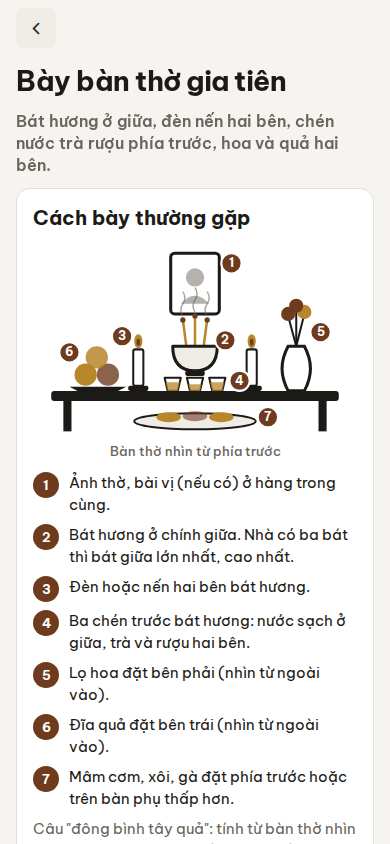 Bày bàn thờ gia tiên
Bát hương ở giữa, đèn nến hai bên, chén
nước trà rượu phía trước, hoa và quả hai
bên.
Cách bày thường gặp
1
2
3
4
5
6
7
Bàn thờ nhìn từ phía trước
1 Ảnh thờ, bài vị (nếu có) ở hàng trong
cùng.
2 Bát hương ở chính giữa. Nhà có ba bát
thì bát giữa lớn nhất, cao nhất.
3 Đèn hoặc nến hai bên bát hương.
4 Ba chén trước bát hương: nước sạch ở
giữa, trà và rượu hai bên.
5 Lọ hoa đặt bên phải (nhìn từ ngoài
vào).
6 Đĩa quả đặt bên trái (nhìn từ ngoài
vào).
7 Mâm cơm, xôi, gà đặt phía trước hoặc
trên bàn phụ thấp hơn.
Câu "đông bình tây quả": tính từ bàn thờ nhìn